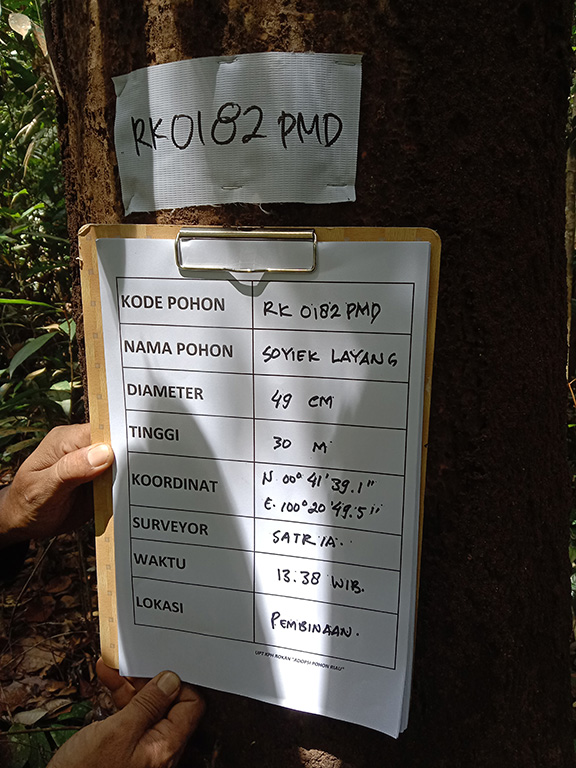 RK 0182 PMD
KODE POHON RK 0182 PMD
NAMA POHON SOYIEK LAYANG
DIAMETER 49 CM
TINGGI 30 M
KOORDINAT N 00° 41' 39.1"
E. 100° 20' 49.5"
SURVEYOR SATRIA.
WAKTU 13.38 WIB.
LOKASI PEMBINAAN.
UPT KPH ROKAN "ADOPSI POHON RIAU"